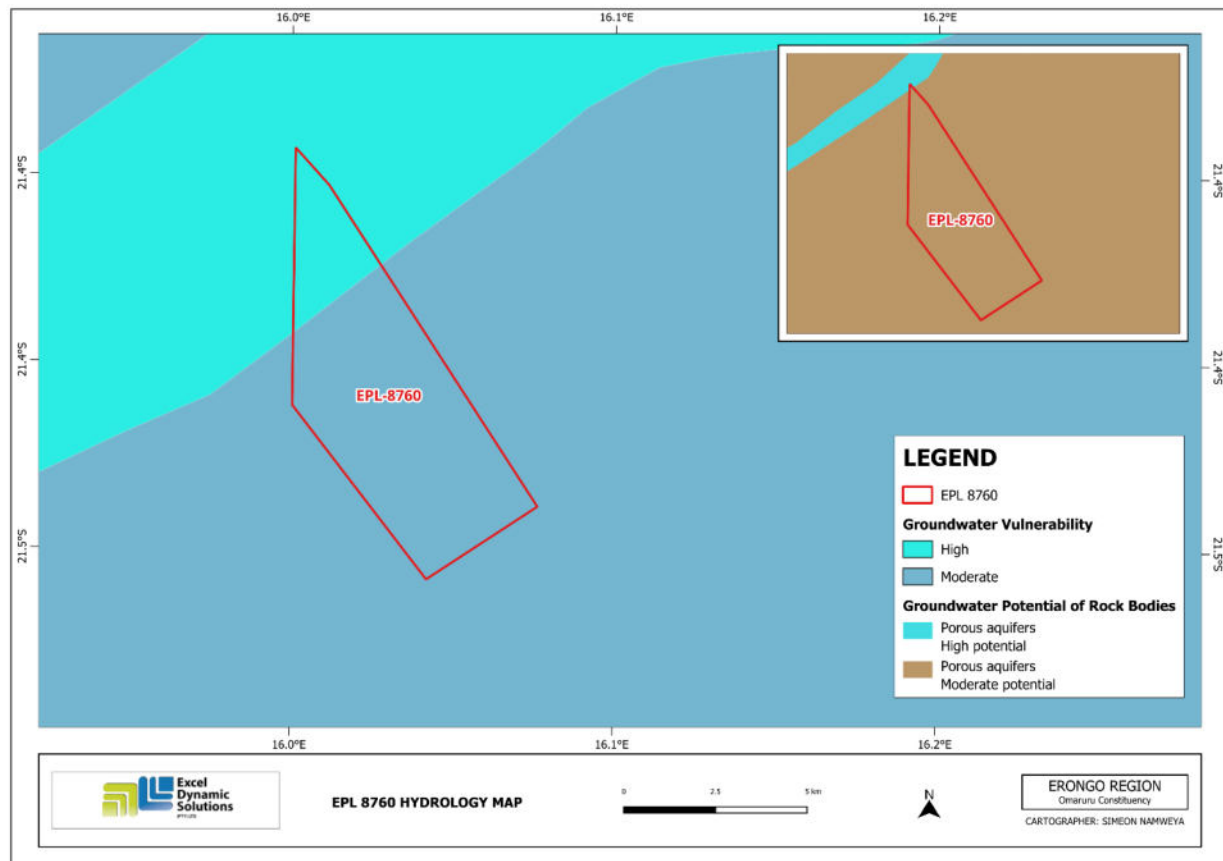 16.0°E
16.1°E
16.2°E
21.4°S
21.4°S
21.5°S
21.4°S
21.4°S
21.5°S
EPL-8760
EPL-8760
LEGEND
EPL 8760
Groundwater Vulnerability
High
Moderate
Groundwater Potential of Rock Bodies
Porous aquifers
High potential
Porous aquifers
Moderate potential
16.0°E
16.1°E
16.2°E
Excel
Dynamic
Solutions
(PTY) LTD
EPL 8760 HYDROLOGY MAP
0 2.5 5 km
N
ERONGO REGION
Omaruru Constituency
CARTOGRAPHER: SIMEON NAMWEYA